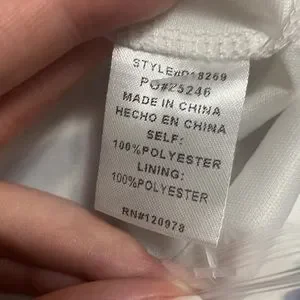 STYLE#D18269
PO#25246
MADE IN CHINA
HECHO EN CHINA
SELF:
100%POLYESTER
LINING:
100%POLYESTER
RN#120978